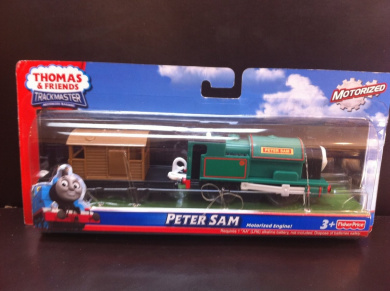 THOMAS
& FRIENDS
TRACKMASTER
MOTORIZED
PETER SAM
PETER SAM
Motorized Engine!
3+
Fisher-Price